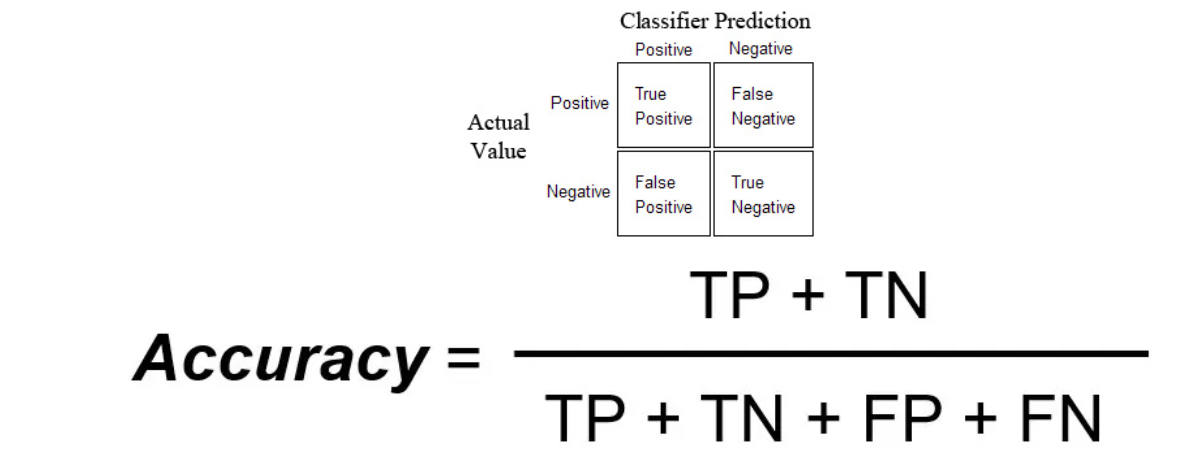 Classifier Prediction
Positive Negative
Positive
True
Positive
False
Negative
Actual
Value
Negative
False
Positive
True
Negative
TP + TN
Accuracy =
TP + TN + FP + FN